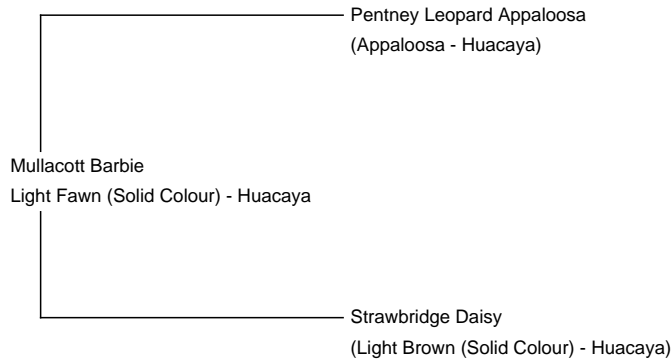 Pentney Leopard Appaloosa
(Appaloosa - Huacaya)
Mullacott Barbie
Light Fawn (Solid Colour) - Huacaya
Strawbridge Daisy
(Light Brown (Solid Colour) - Huacaya)